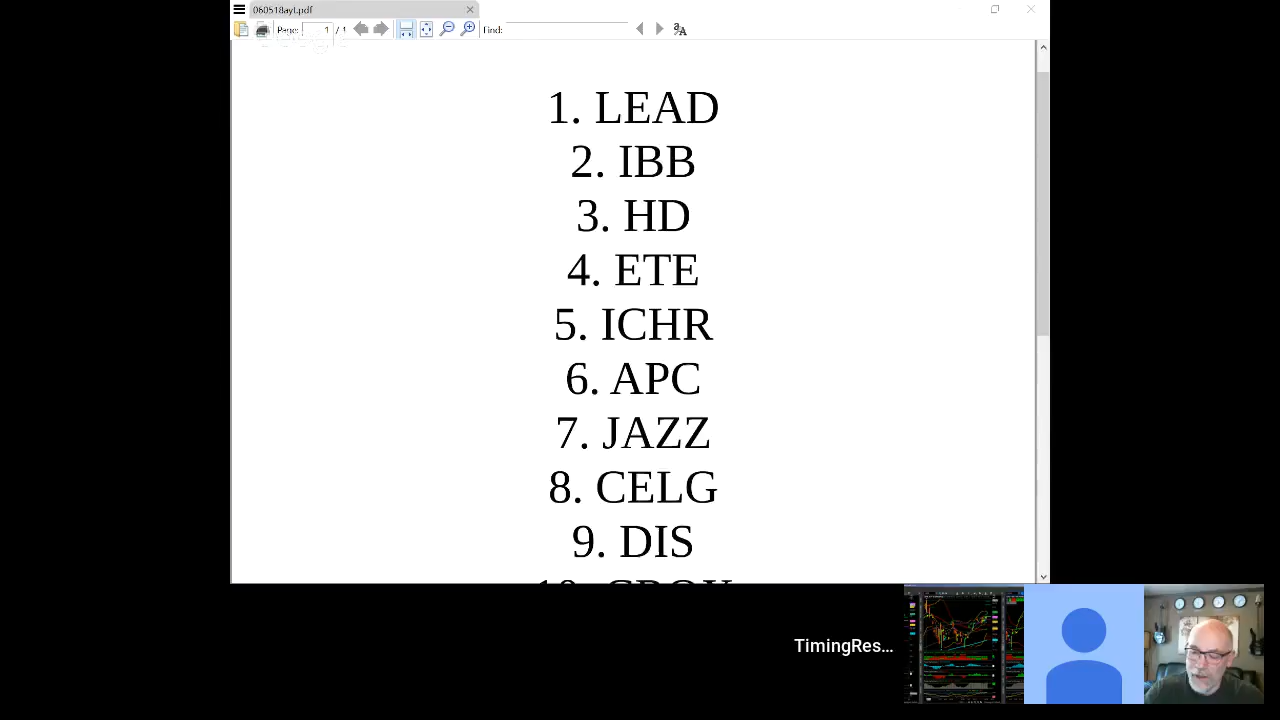 060518ayt.pdf
Page: 1 / 1 Find:
1. LEAD
2. IBB
3. HD
4. ETE
5. ICHR
6. APC
7. JAZZ
8. CELG
9. DIS
TimingRes...